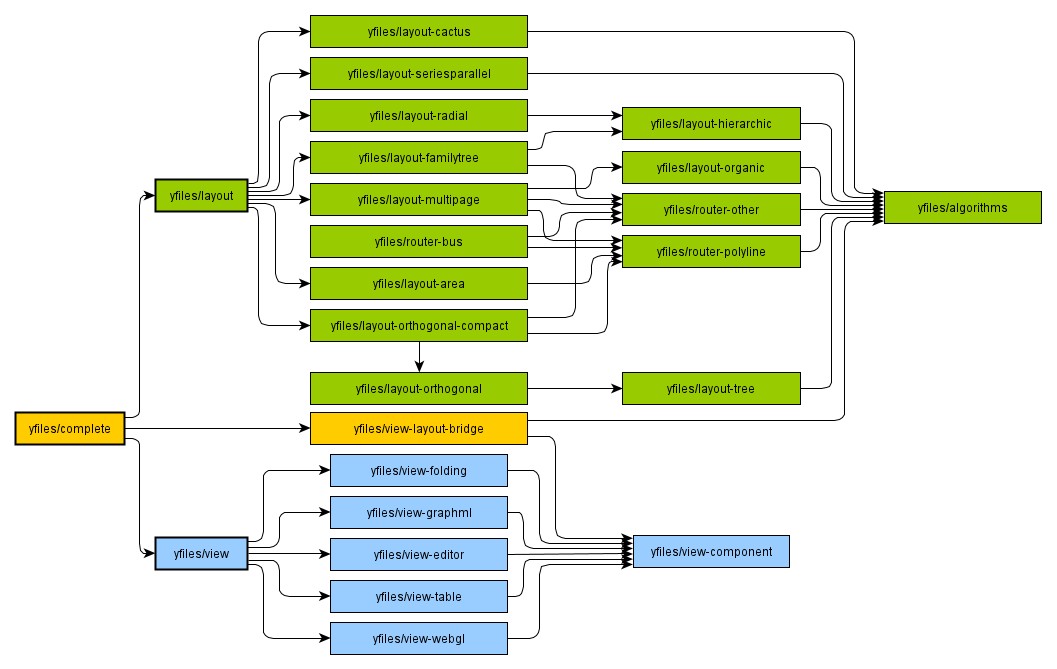 yfiles/layout-cactus
yfiles/layout-seriesparallel
yfiles/layout-radial
yfiles/layout-hierarchic
yfiles/layout-familytree
yfiles/layout-organic
yfiles/layout
yfiles/layout-multipage
yfiles/router-other
yfiles/algorithms
yfiles/router-bus
yfiles/router-polyline
yfiles/layout-area
yfiles/layout-orthogonal-compact
yfiles/layout-orthogonal
yfiles/layout-tree
yfiles/complete
yfiles/view-layout-bridge
yfiles/view-folding
yfiles/view-graphml
yfiles/view
yfiles/view-editor
yfiles/view-component
yfiles/view-table
yfiles/view-webgl